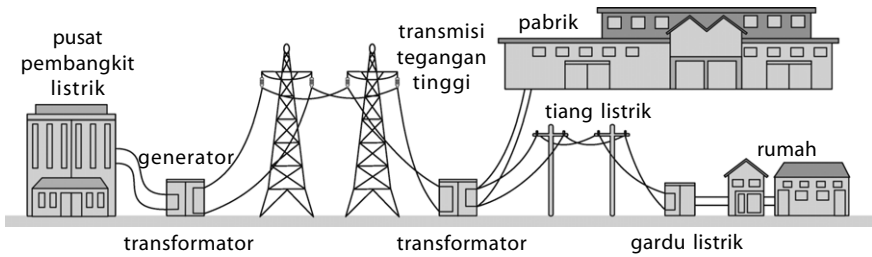 pusat
pembangkit
listrik
generator
transformator
transmisi
tegangan
tinggi
transformator
pabrik
tiang listrik
gardu listrik
rumah